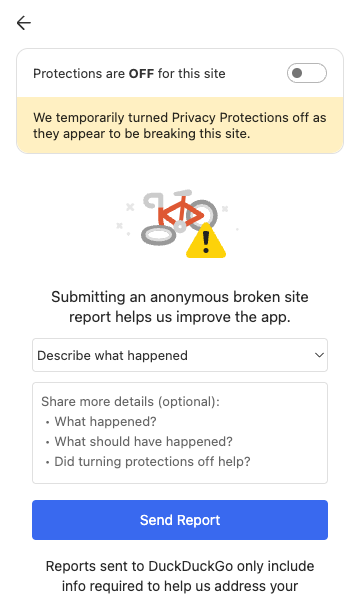 Protections are OFF for this site
We temporarily turned Privacy Protections off as
they appear to be breaking this site.
Submitting an anonymous broken site
report helps us improve the app.
Describe what happened
Share more details (optional):
• What happened?
• What should have happened?
• Did turning protections off help?
Send Report
Reports sent to DuckDuckGo only include
info required to help us address your